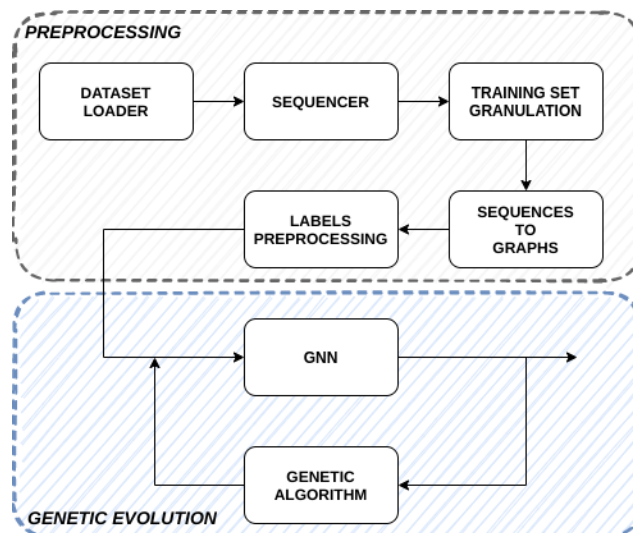 PREPROCESSING
DATASET
LOADER
SEQUENCER
TRAINING SET
GRANULATION
LABELS
PREPROCESSING
SEQUENCES
TO
GRAPHS
GNN
GENETIC
ALGORITHM
GENETIC EVOLUTION